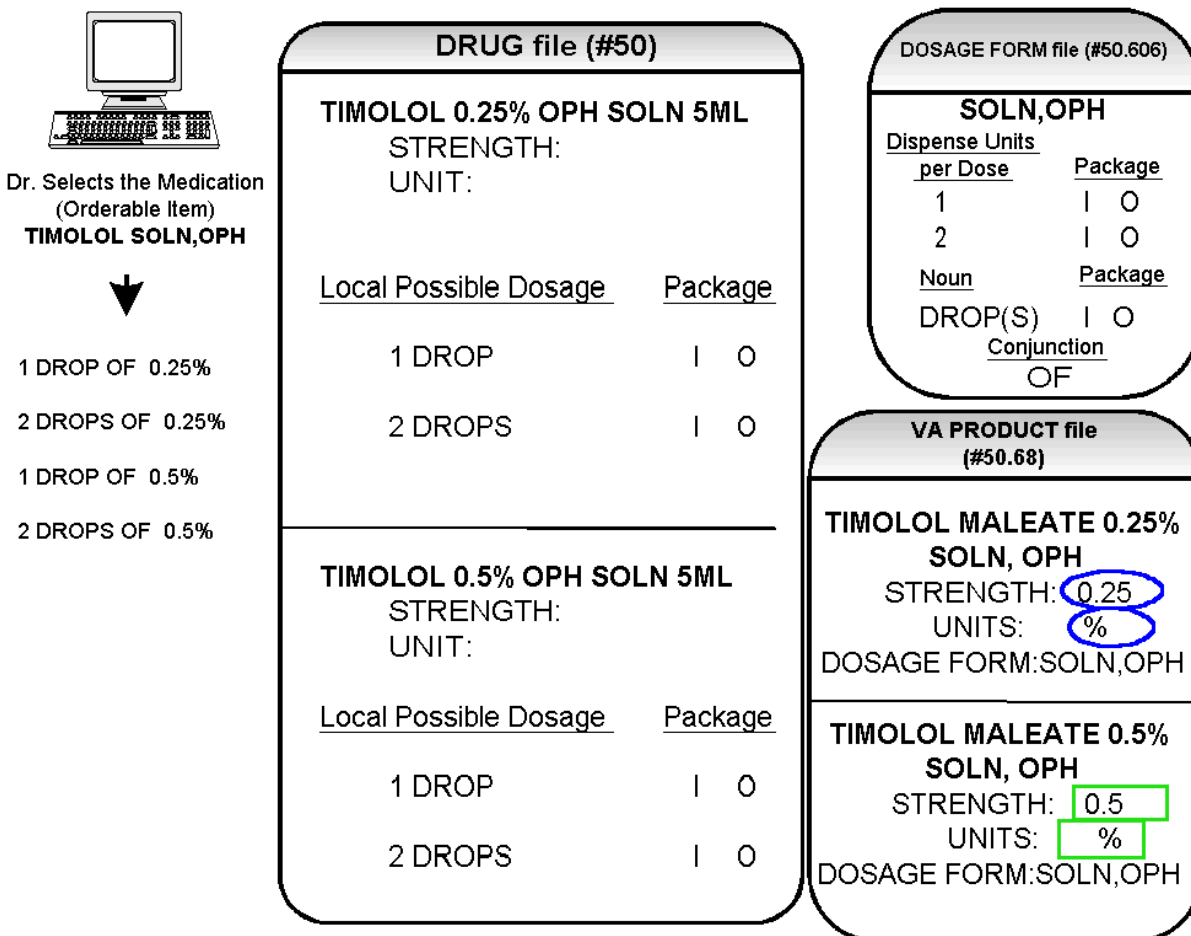 Dr. Selects the Medication
(Orderable Item)
TIMOLOL SOLN,OPH
1 DROP OF 0.25%
2 DROPS OF 0.25%
1 DROP OF 0.5%
2 DROPS OF 0.5%
DRUG file (#50)
TIMOLOL 0.25% OPH SOLN 5ML
STRENGTH:
UNIT:
Local Possible Dosage Package
1 DROP I O
2 DROPS I O
TIMOLOL 0.5% OPH SOLN 5ML
STRENGTH:
UNIT:
Local Possible Dosage Package
1 DROP I O
2 DROPS I O
DOSAGE FORM file (#50.606)
SOLN,OPH
Dispense Units
per Dose Package
1 I O
2 I O
Noun Package
DROP(S) I O
Conjunction
OF
VA PRODUCT file
(#50.68)
TIMOLOL MALEATE 0.25%
SOLN, OPH
STRENGTH: 0.25
UNITS: %
DOSAGE FORM:SOLN,OPH
TIMOLOL MALEATE 0.5%
SOLN, OPH
STRENGTH: 0.5
UNITS: %
DOSAGE FORM:SOLN,OPH